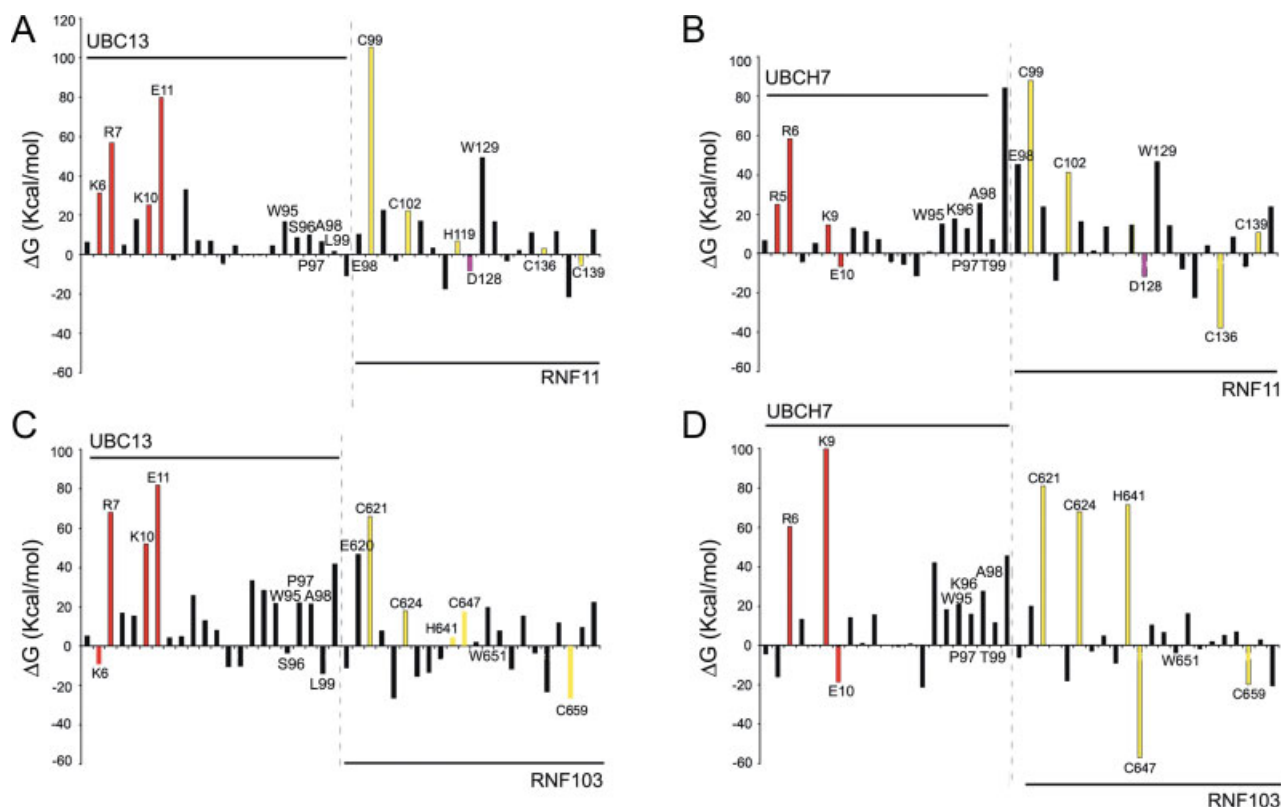 A
UBC13
ΔG (Kcal/mol)
120
100
80
60
40
20
0
-20
-40
-60
K6
R7
K10
E11
W95
S96
P97
A98
L99
E98
C99
C102
H119
D128
W129
C136
C139
RNF11
B
UBCH7
ΔG (Kcal/mol)
100
80
60
40
20
0
-20
-40
-60
R5
R6
K9
E10
W95
K96
P97
A98
T99
E98
C99
C102
D128
W129
C136
C139
RNF11
C
UBC13
ΔG (Kcal/mol)
100
80
60
40
20
0
-20
-40
-60
K6
R7
K10
E11
P97
W95
A98
S96
L99
E620
C621
C624
H641
C647
W651
C659
RNF103
D
UBCH7
ΔG (Kcal/mol)
100
80
60
40
20
0
-20
-40
-60
R6
K9
E10
A98
K96
W95
P97
T99
C621
C624
H641
C647
W651
C659
RNF103